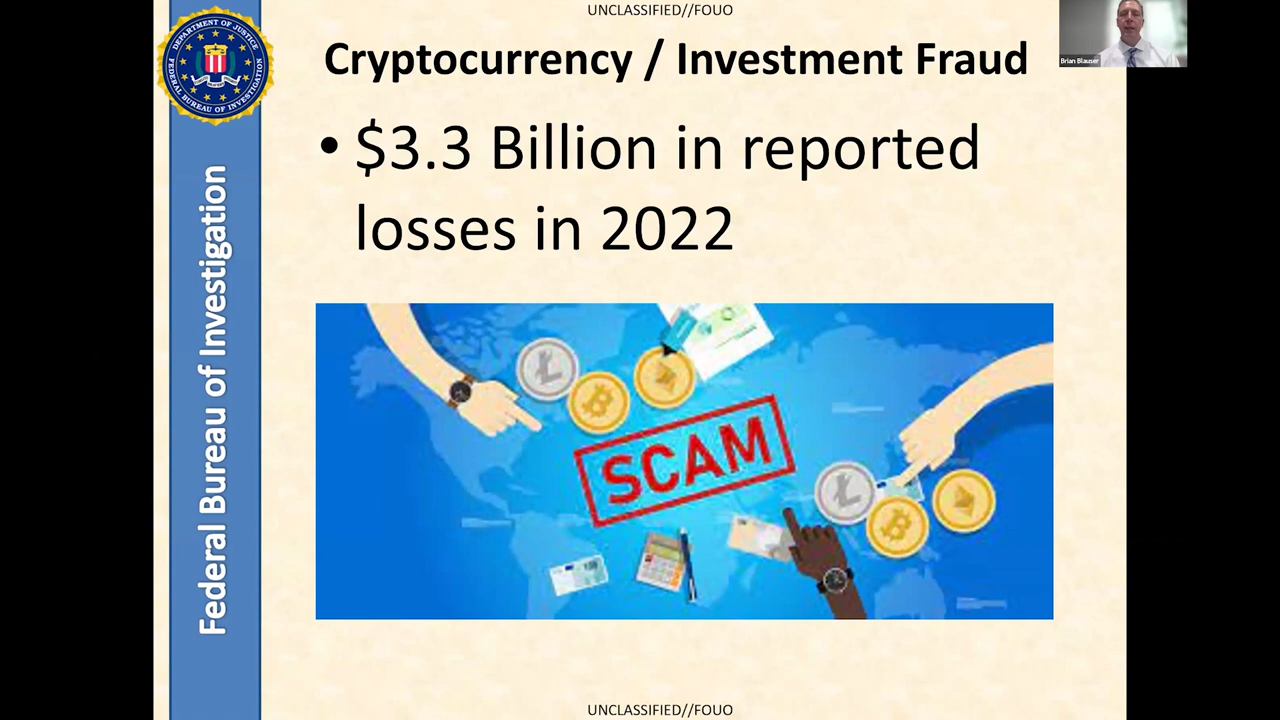 UNCLASSIFIED//FOUO
DEPARTMENT OF JUSTICE
FEDERAL BUREAU OF INVESTIGATION
Cryptocurrency / Investment Fraud
Brian Blauser
• $3.3 Billion in reported
losses in 2022
Federal Bureau of Investigation
SCAM
UNCLASSIFIED//FOUO